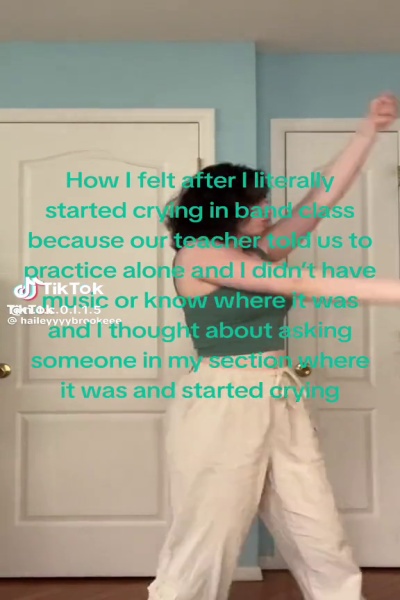 How I felt after I literally
started crying in band class
because our teacher told us to
practice alone and I didn't have
music or know where it was
and I thought about asking
someone in my section where
it was and started crying
TikTok
TikTok
@ haileyyyybrookeee